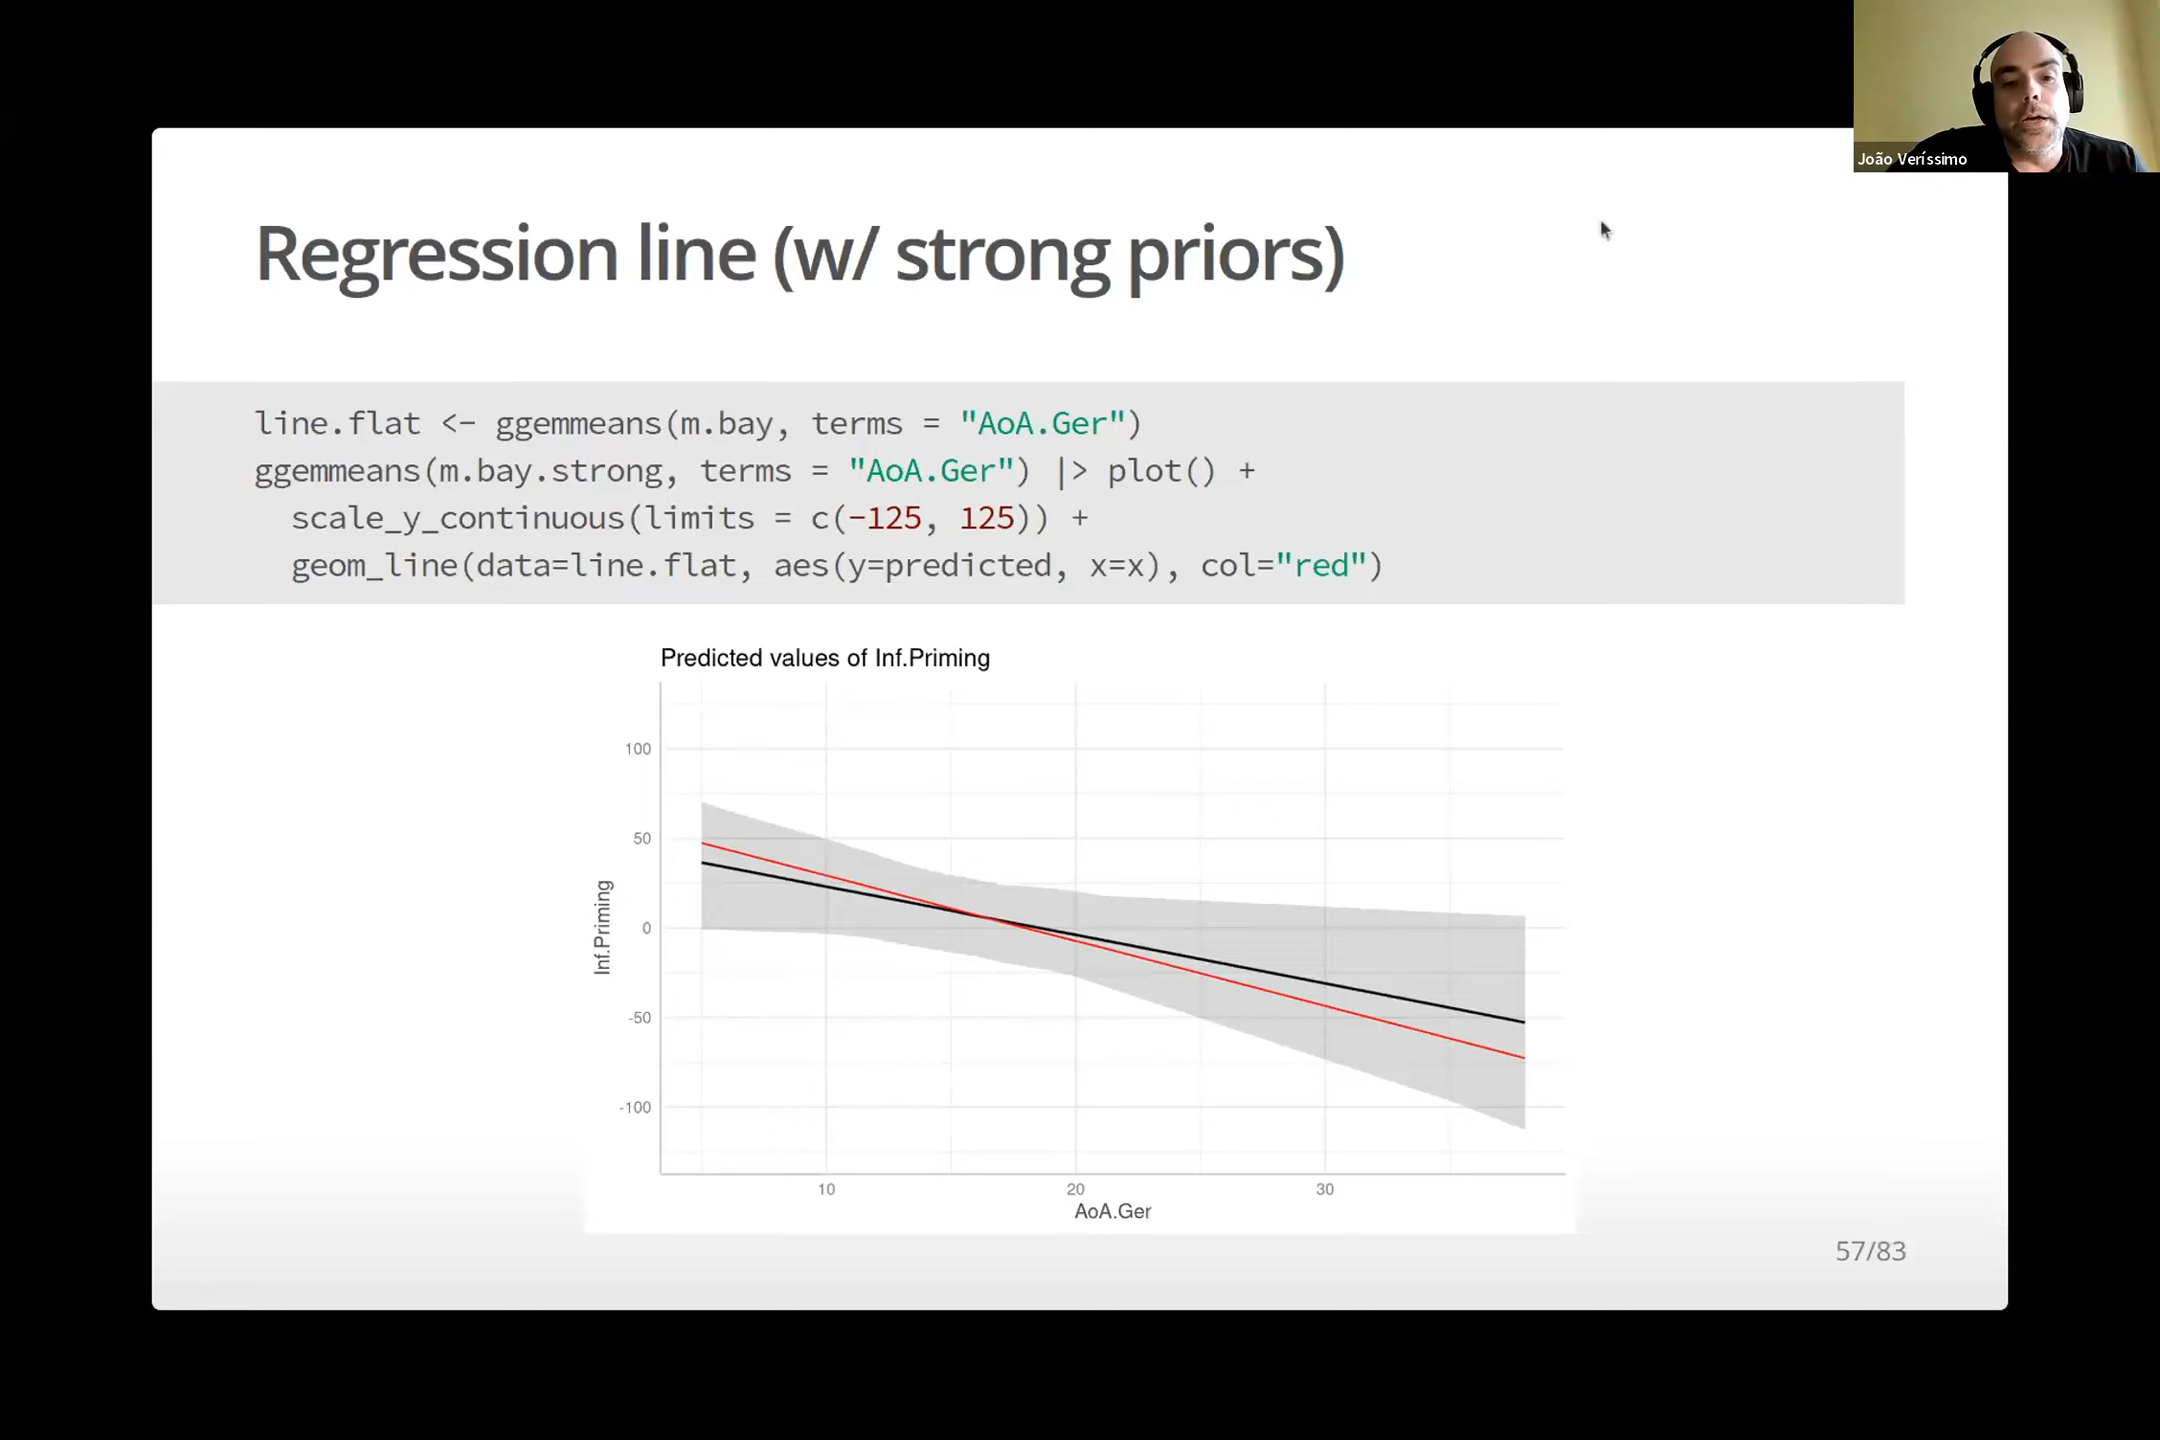 João Veríssimo
Regression line (w/ strong priors)
line.flat <- ggemmeans(m.bay, terms = "AoA.Ger")
ggemmeans(m.bay.strong, terms = "AoA.Ger") |> plot() +
scale_y_continuous(limits = c(-125, 125)) +
geom_line(data=line.flat, aes(y=predicted, x=x), col="red")
Predicted values of Inf.Priming
100
50
0
-50
-100
Inf.Priming
10
20
30
AoA.Ger
57/83